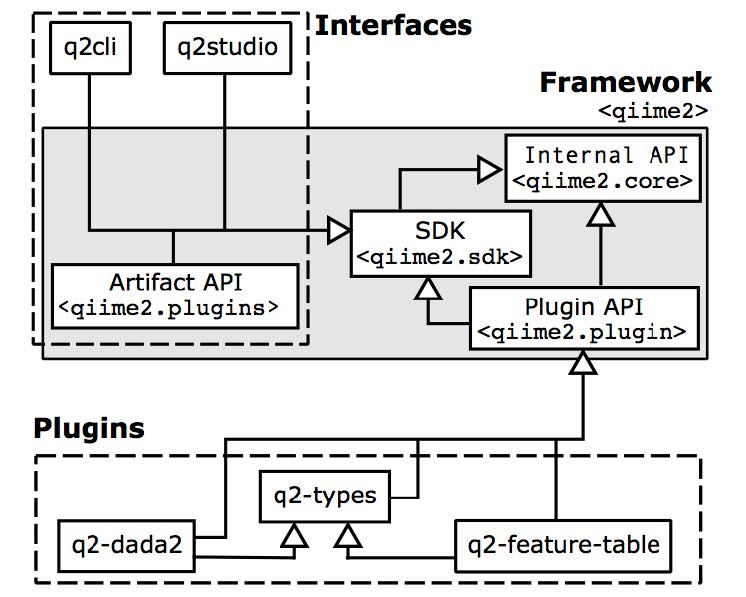 Interfaces
q2cli
q2studio
Framework
<qiime2>
Internal API
<qiime2.core>
SDK
<qiime2.sdk>
Artifact API
<qiime2.plugins>
Plugin API
<qiime2.plugin>
Plugins
q2-types
q2-dada2
q2-feature-table